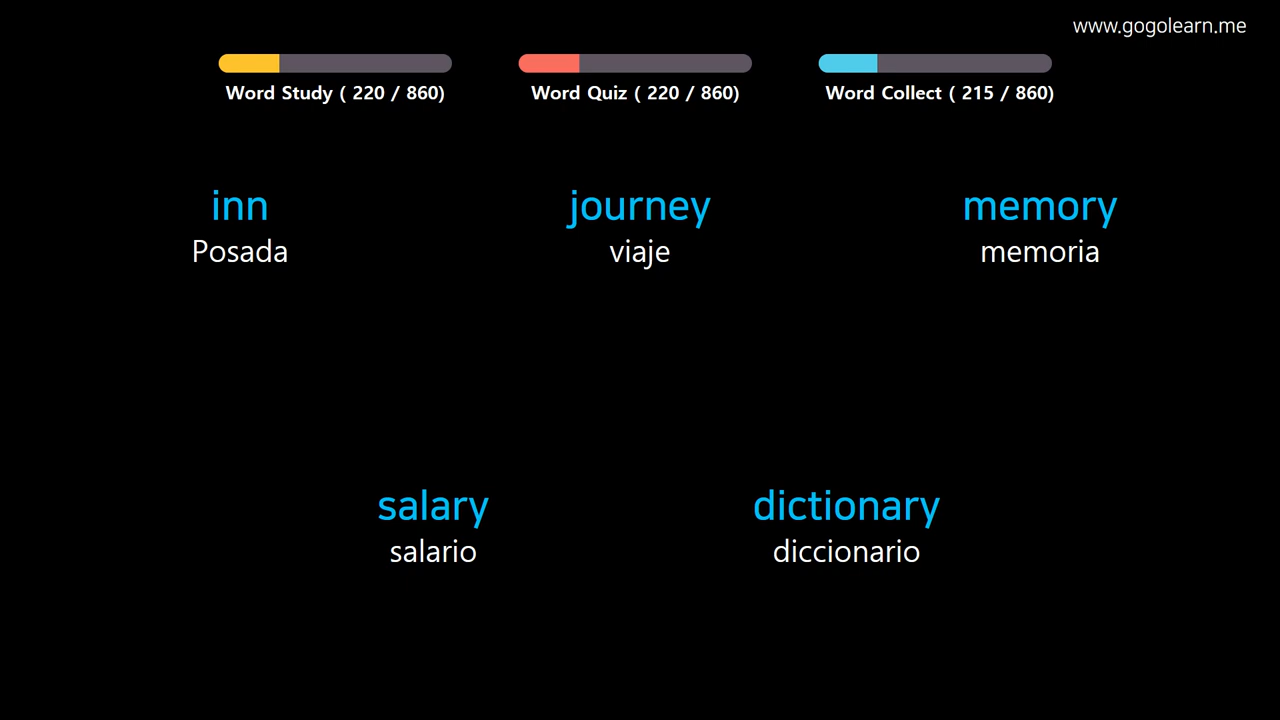 www.gogolearn.me
Word Study ( 220 / 860)
Word Quiz ( 220 / 860)
Word Collect ( 215 / 860)
inn
Posada
journey
viaje
memory
memoria
salary
salario
dictionary
diccionario